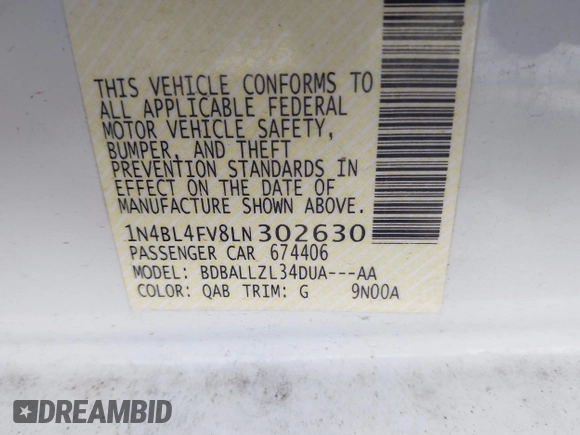 THIS VEHICLE CONFORMS TO
ALL APPLICABLE FEDERAL
MOTOR VEHICLE SAFETY,
BUMPER, AND THEFT
PREVENTION STANDARDS IN
EFFECT ON THE DATE OF
MANUFACTURE SHOWN ABOVE.
1N4BL4FV8LN302630
PASSENGER CAR 674406
MODEL: BDBALLZL34DUA---AA
COLOR: QAB TRIM: G 9N00A
DREAMBID